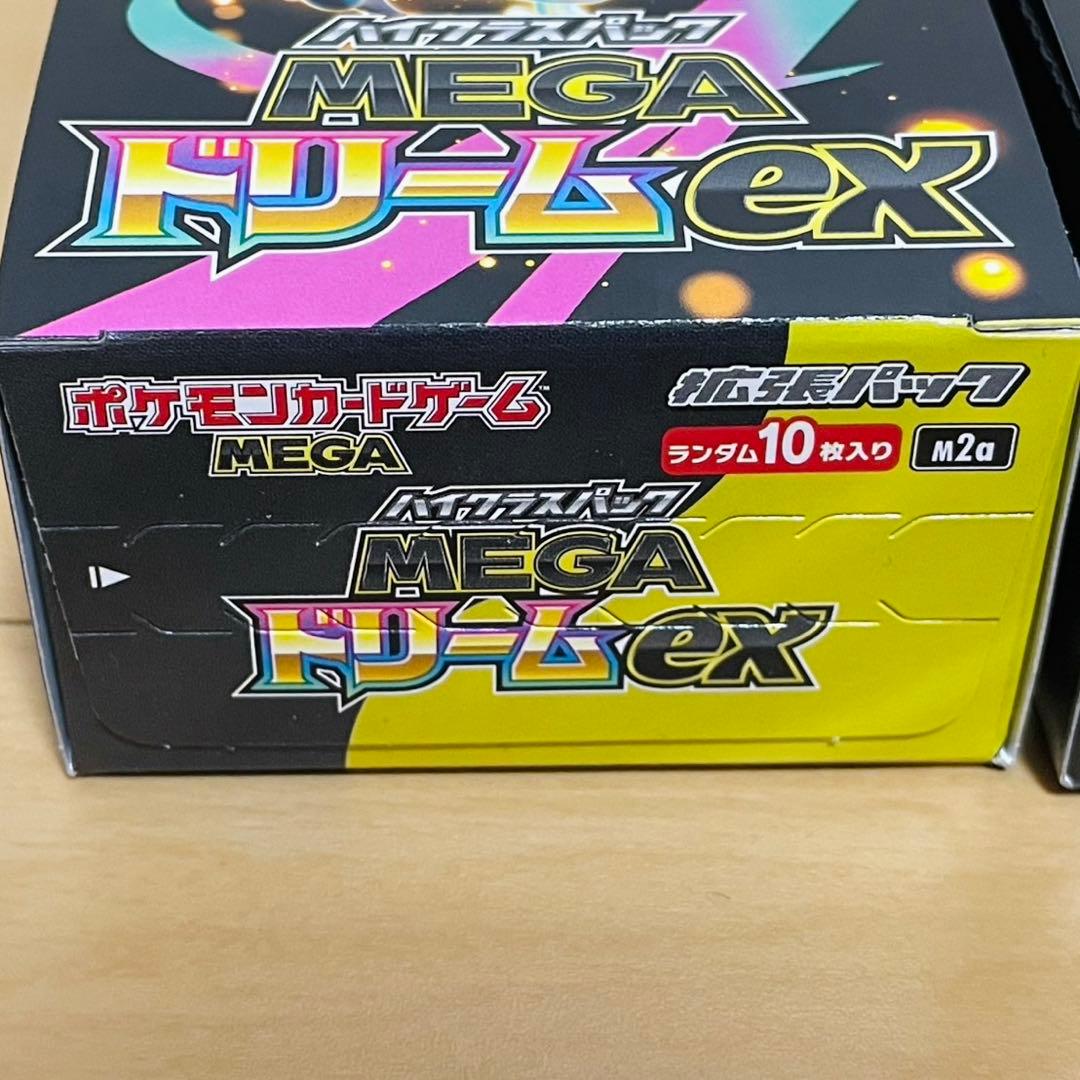 ハイクラスパック
MEGA
ドリームex
ポケモンカードゲーム™
MEGA
拡張パック
ランダム10枚入り
M2a
ハイクラスパック
MEGA
ドリームex